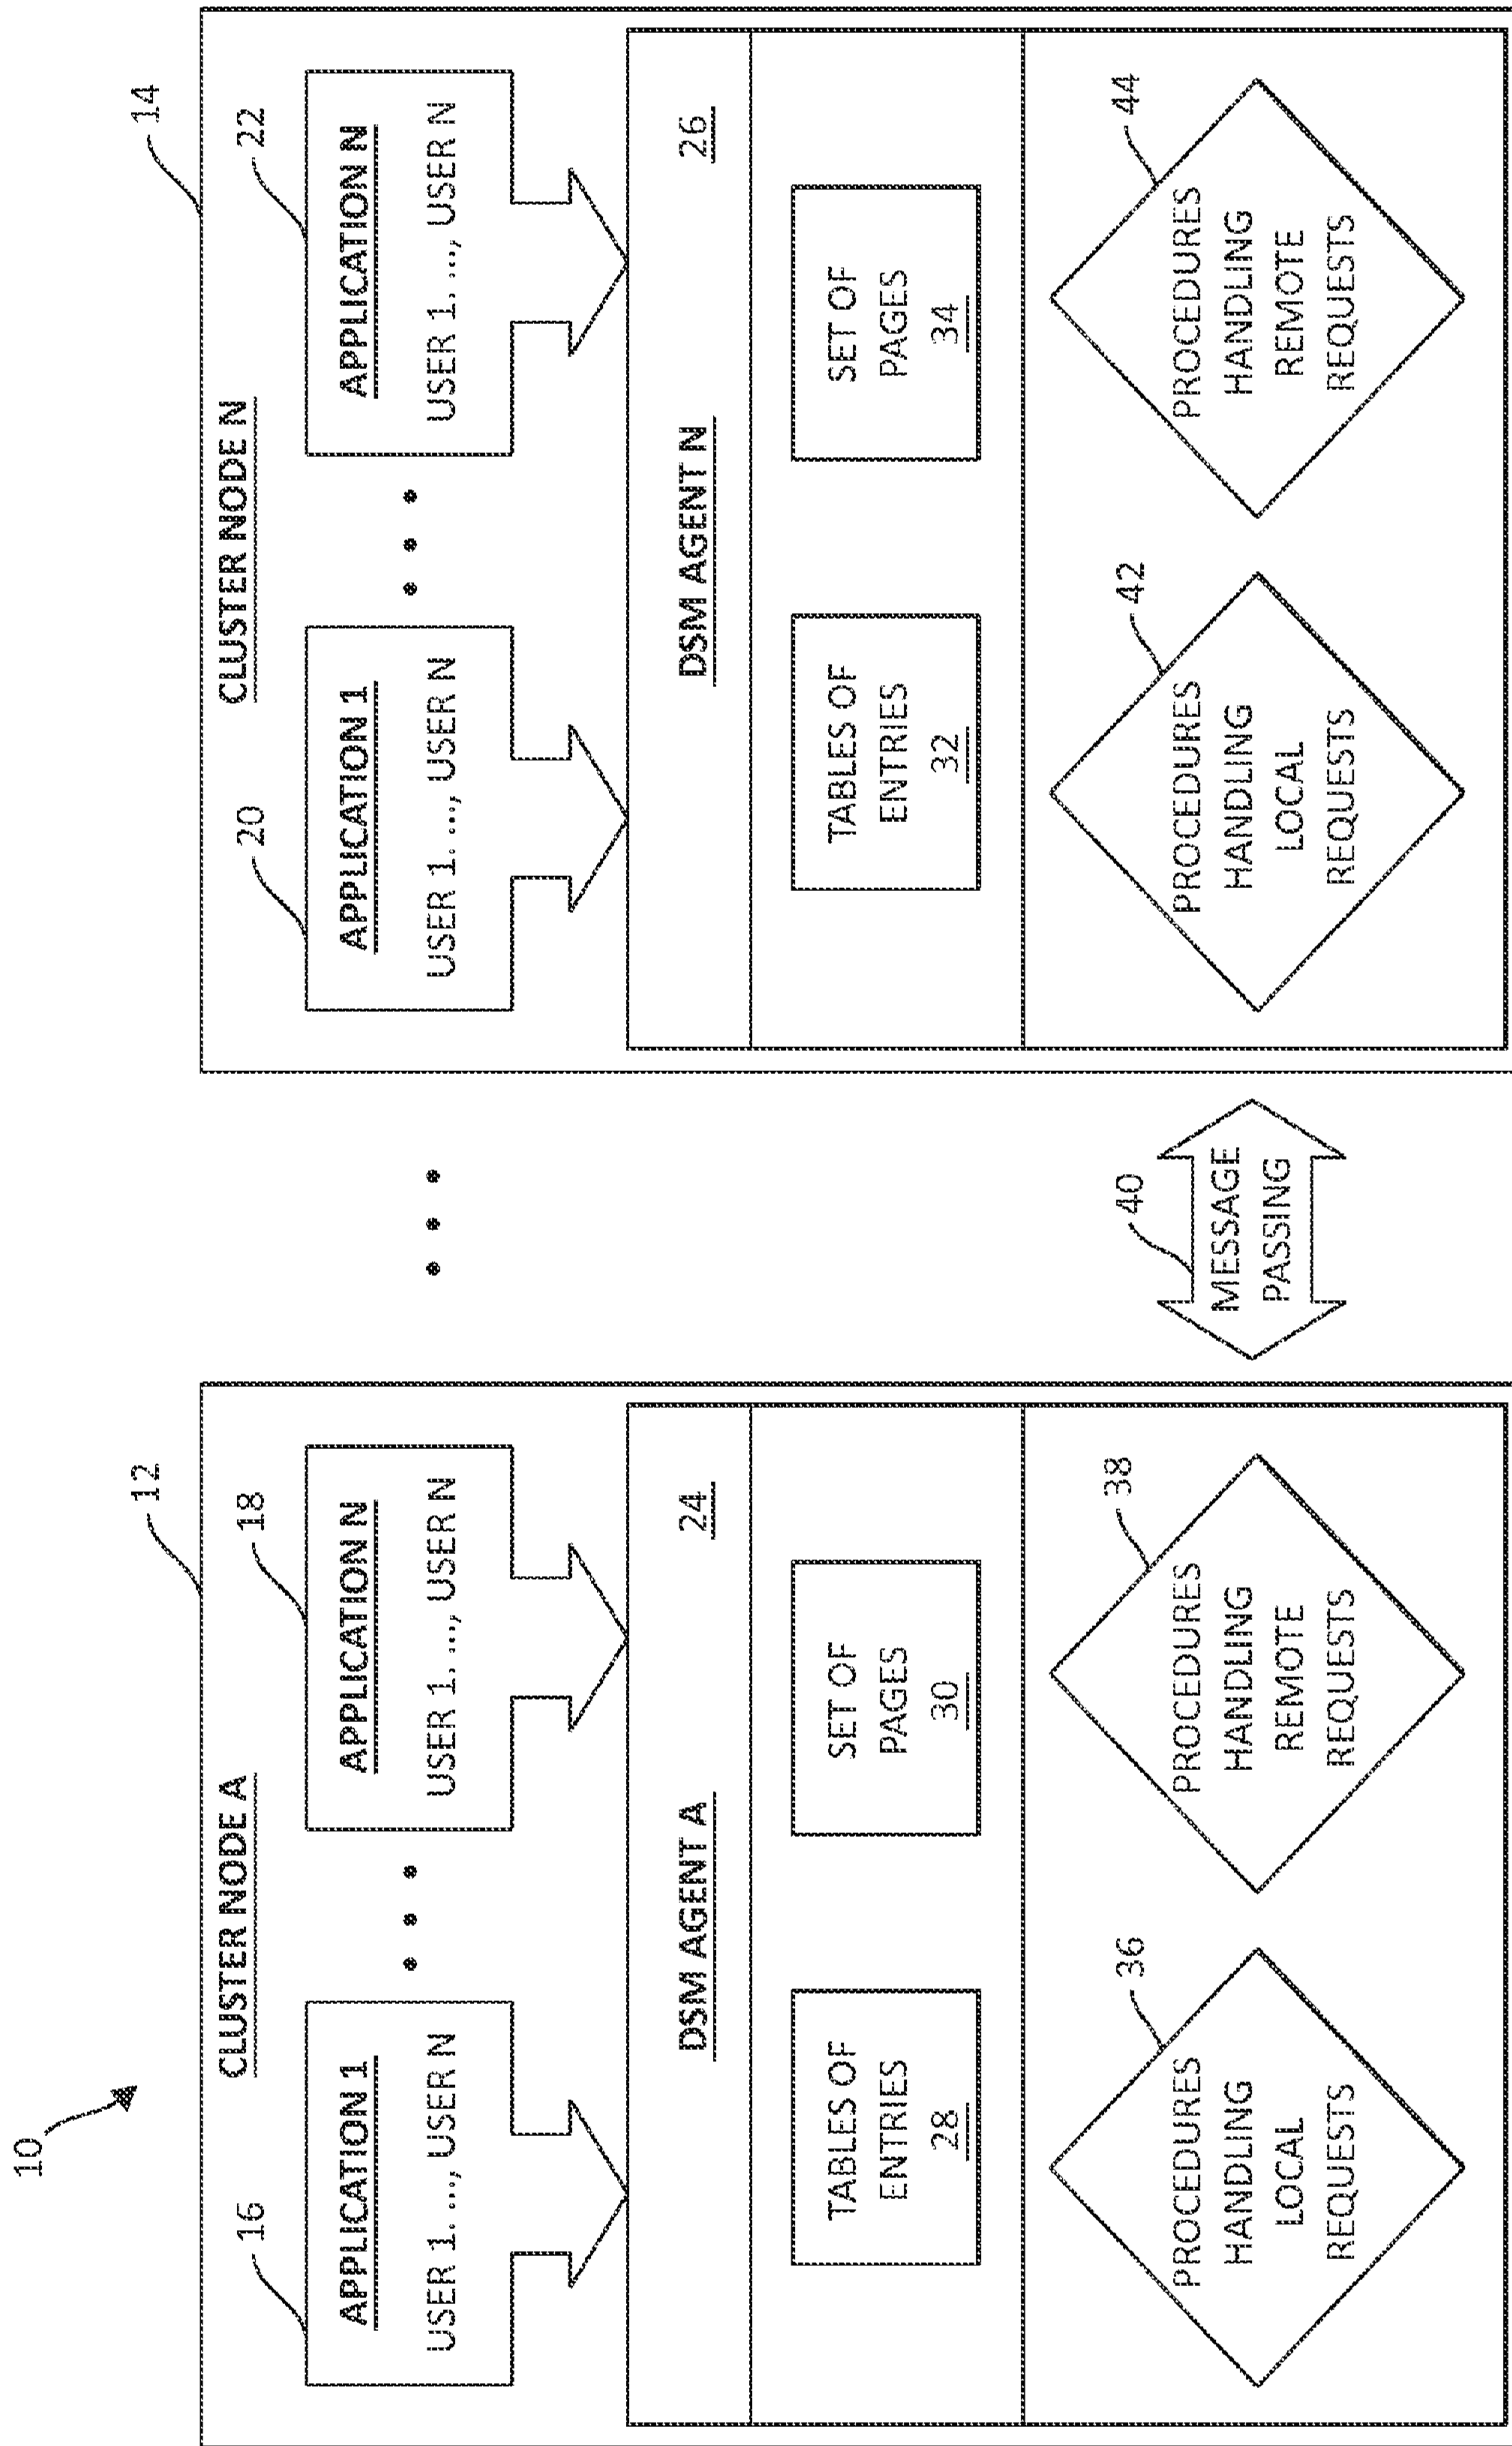 10
12
CLUSTER NODE A
16
APPLICATION 1
USER 1. ..., USER N
• • •
18
APPLICATION N
USER 1. ..., USER N
DSM AGENT A
24
TABLES OF
ENTRIES
28
SET OF
PAGES
30
36
PROCEDURES
HANDLING
LOCAL
REQUESTS
38
PROCEDURES
HANDLING
REMOTE
REQUESTS
• • •
40
MESSAGE
PASSING
14
CLUSTER NODE N
20
APPLICATION 1
USER 1. ..., USER N
• • •
22
APPLICATION N
USER 1. ..., USER N
DSM AGENT N
26
TABLES OF
ENTRIES
32
SET OF
PAGES
34
42
PROCEDURES
HANDLING
LOCAL
REQUESTS
44
PROCEDURES
HANDLING
REMOTE
REQUESTS